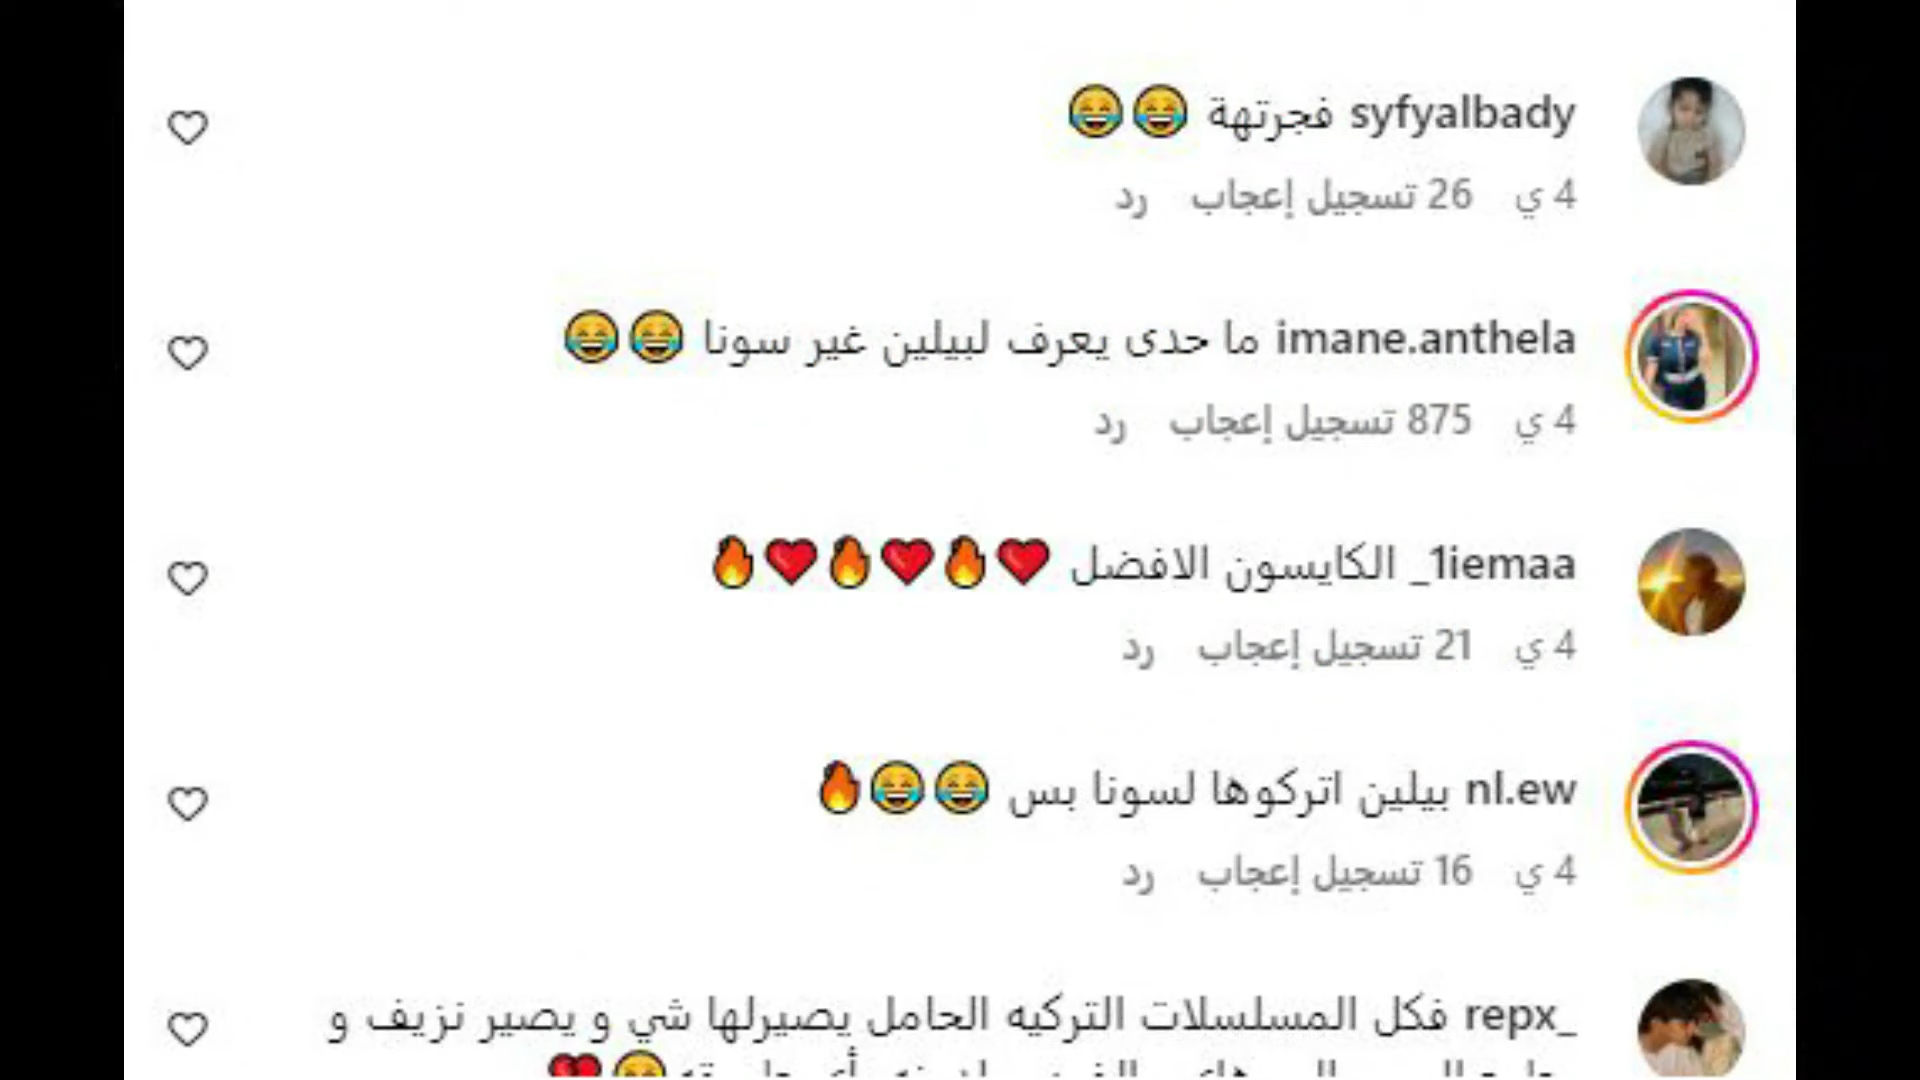 syfyalbady فجرتهة 😂😂
4 ي 26 تسجيل إعجاب رد
imane.anthela ما حدى يعرف لبيلين غير سونا 😂😂
4 ي 875 تسجيل إعجاب رد
1iemaa_ الكايسون الافضل ❤️🔥❤️🔥❤️🔥
4 ي 21 تسجيل إعجاب رد
nl.ew بيلين اتركوها لسونا بس 😂😂🔥
4 ي 16 تسجيل إعجاب رد
_repx فكل المسلسلات التركيه الحامل يصيرلها شي و يصير نزيف و